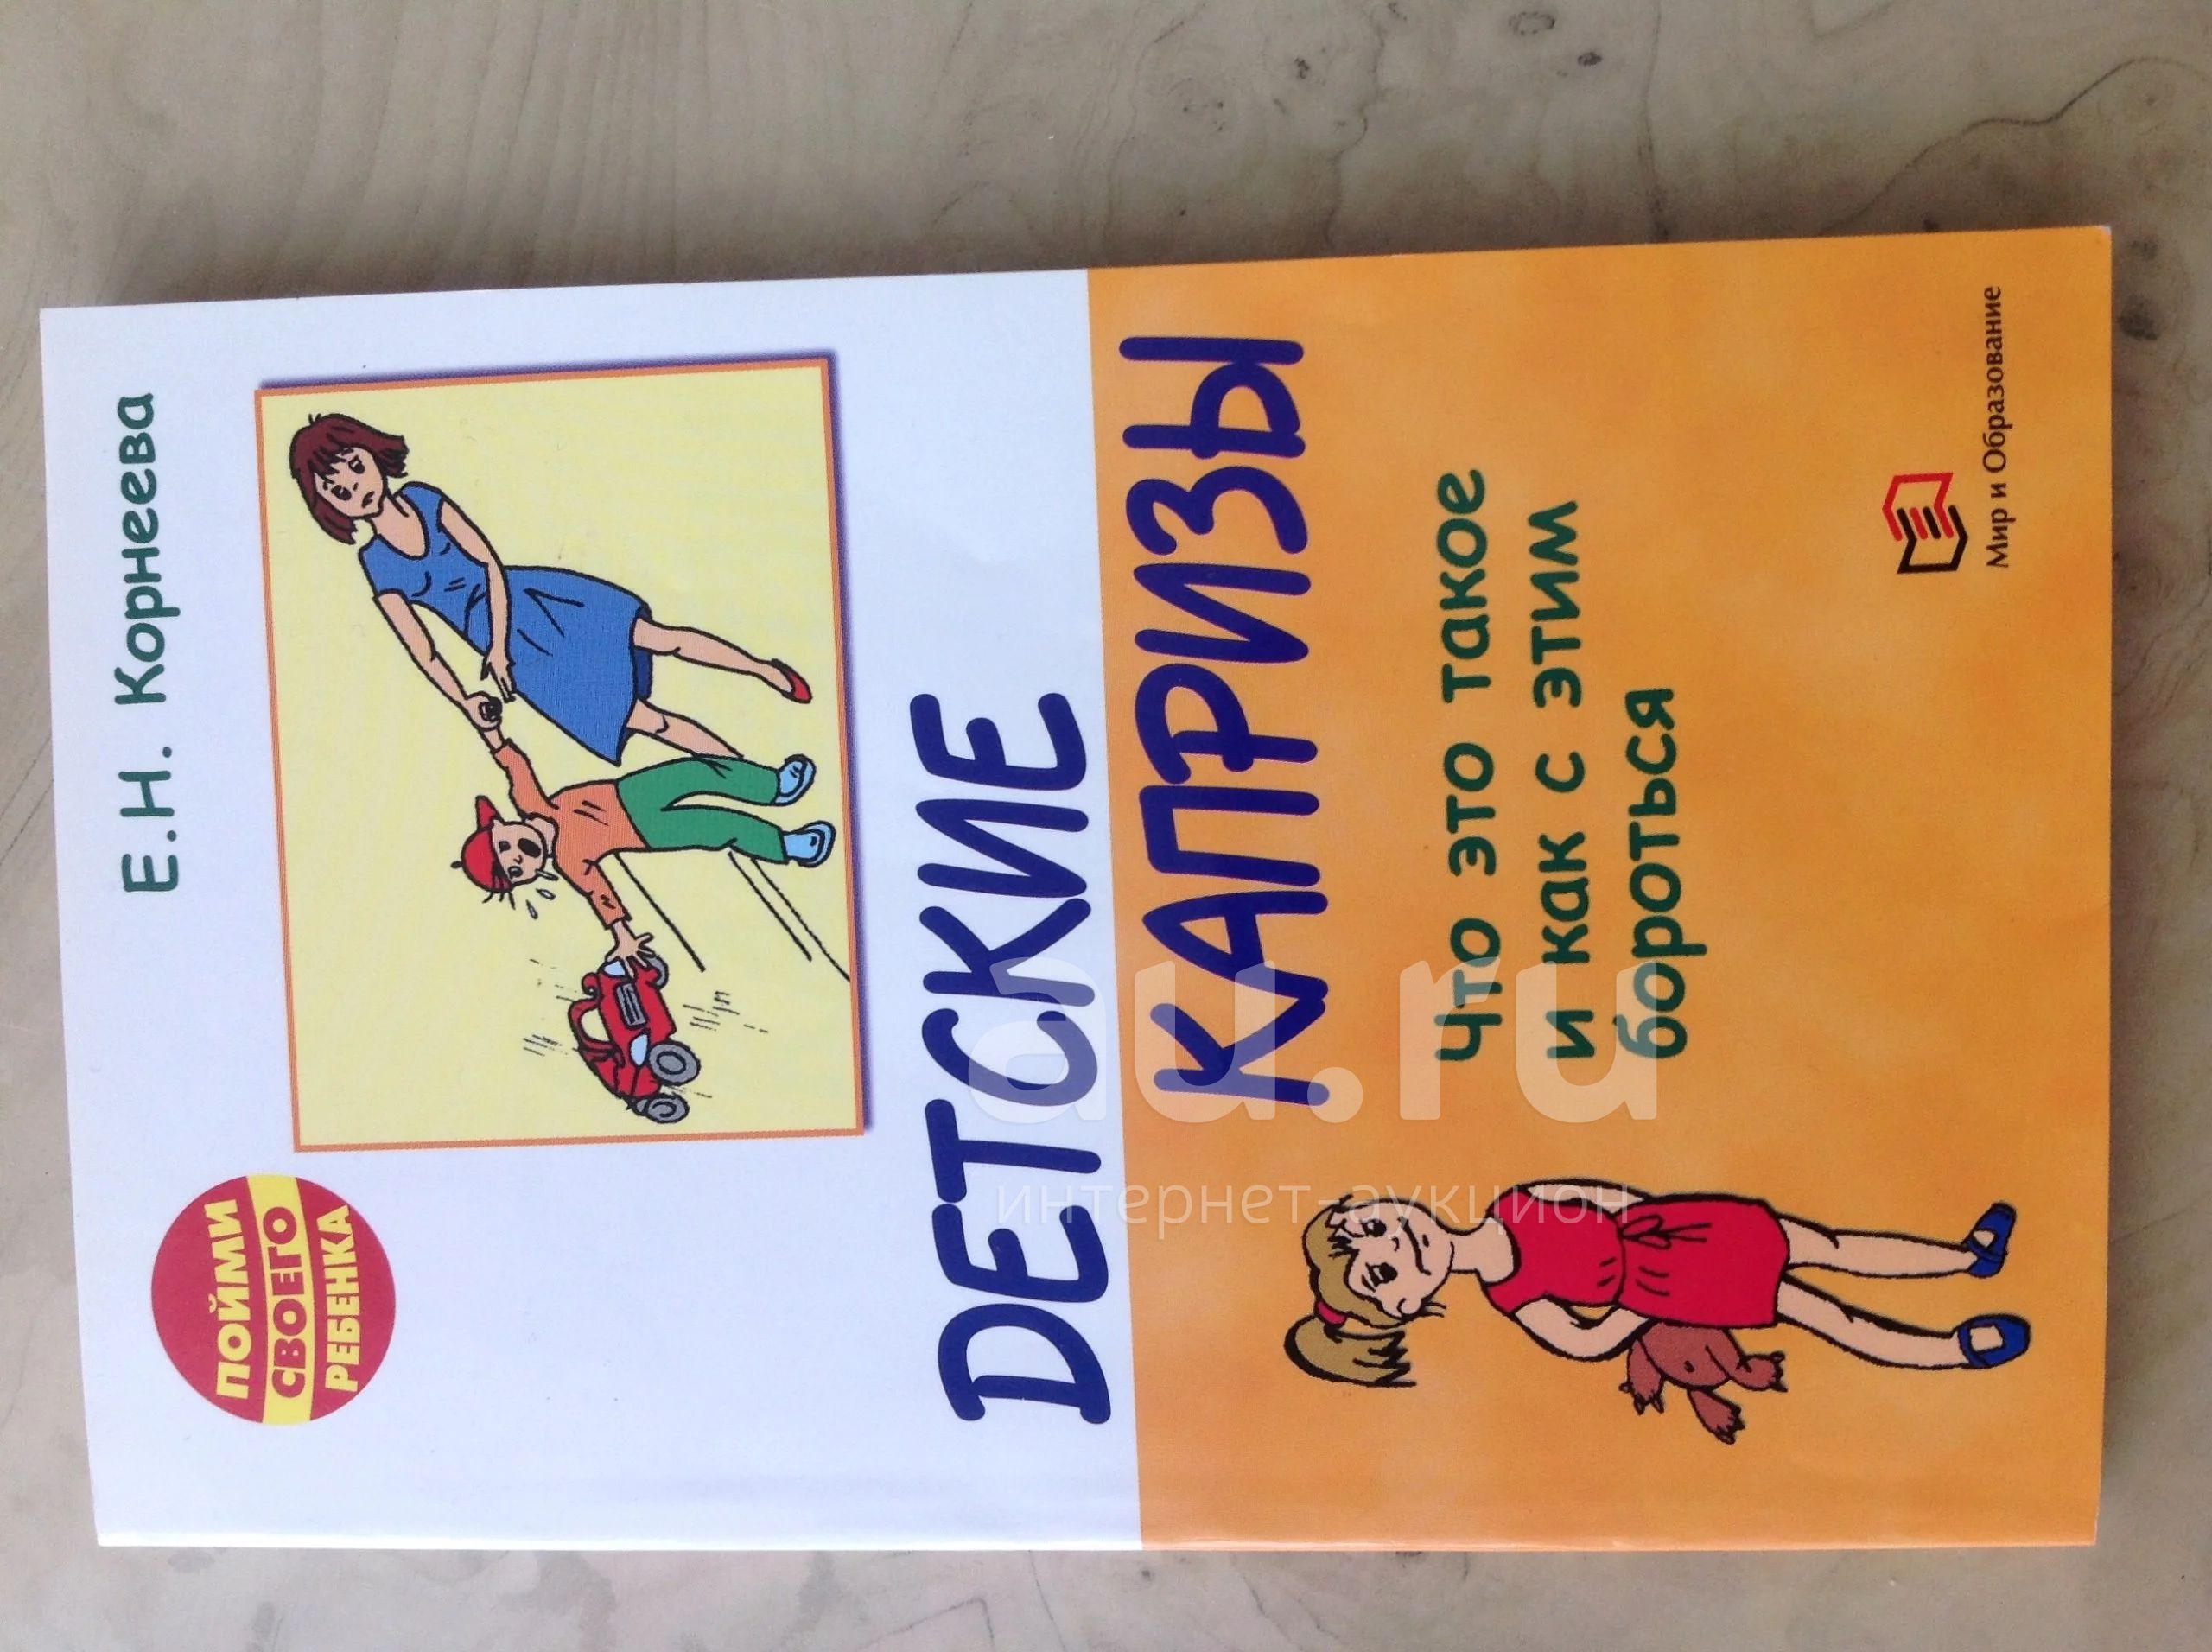 Е.Н. Корнеева
ПОЙМИ
СВОЕГО
РЕБЕНКА
ДЕТСКИЕ
КАПРИЗЫ
Что это такое
и как с этим
бороться
Мир и Образование
au.ru
интернет-аукцион